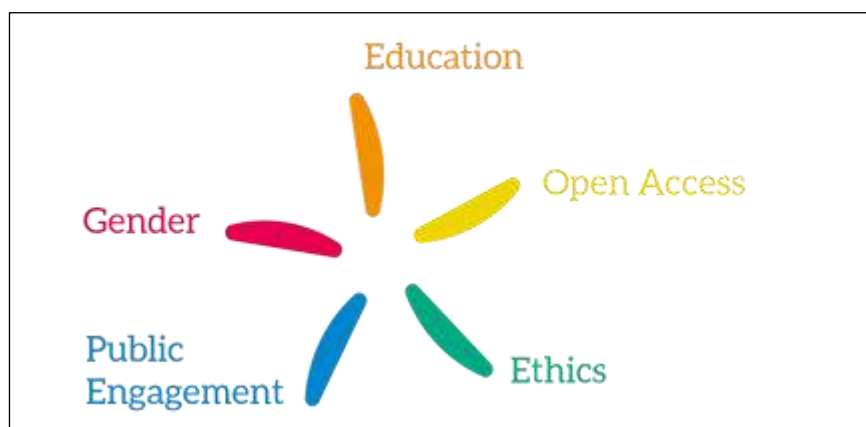 Education
Open Access
Gender
Public
Engagement
Ethics